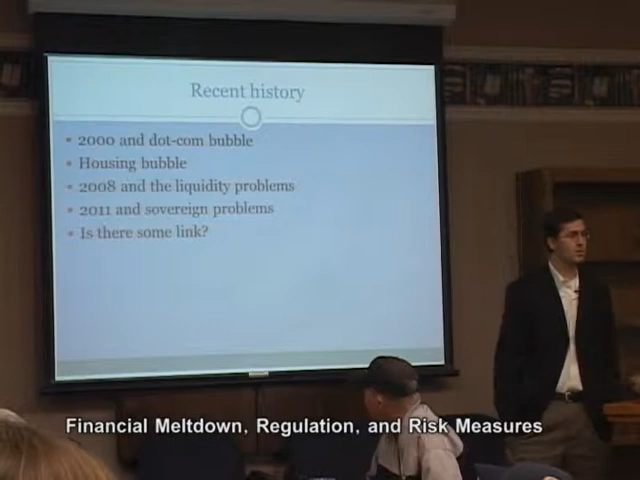 Recent history
2000 and dot-com bubble
Housing bubble
2008 and the liquidity problems
2011 and sovereign problems
Is there some link?
Financial Meltdown, Regulation, and Risk Measures